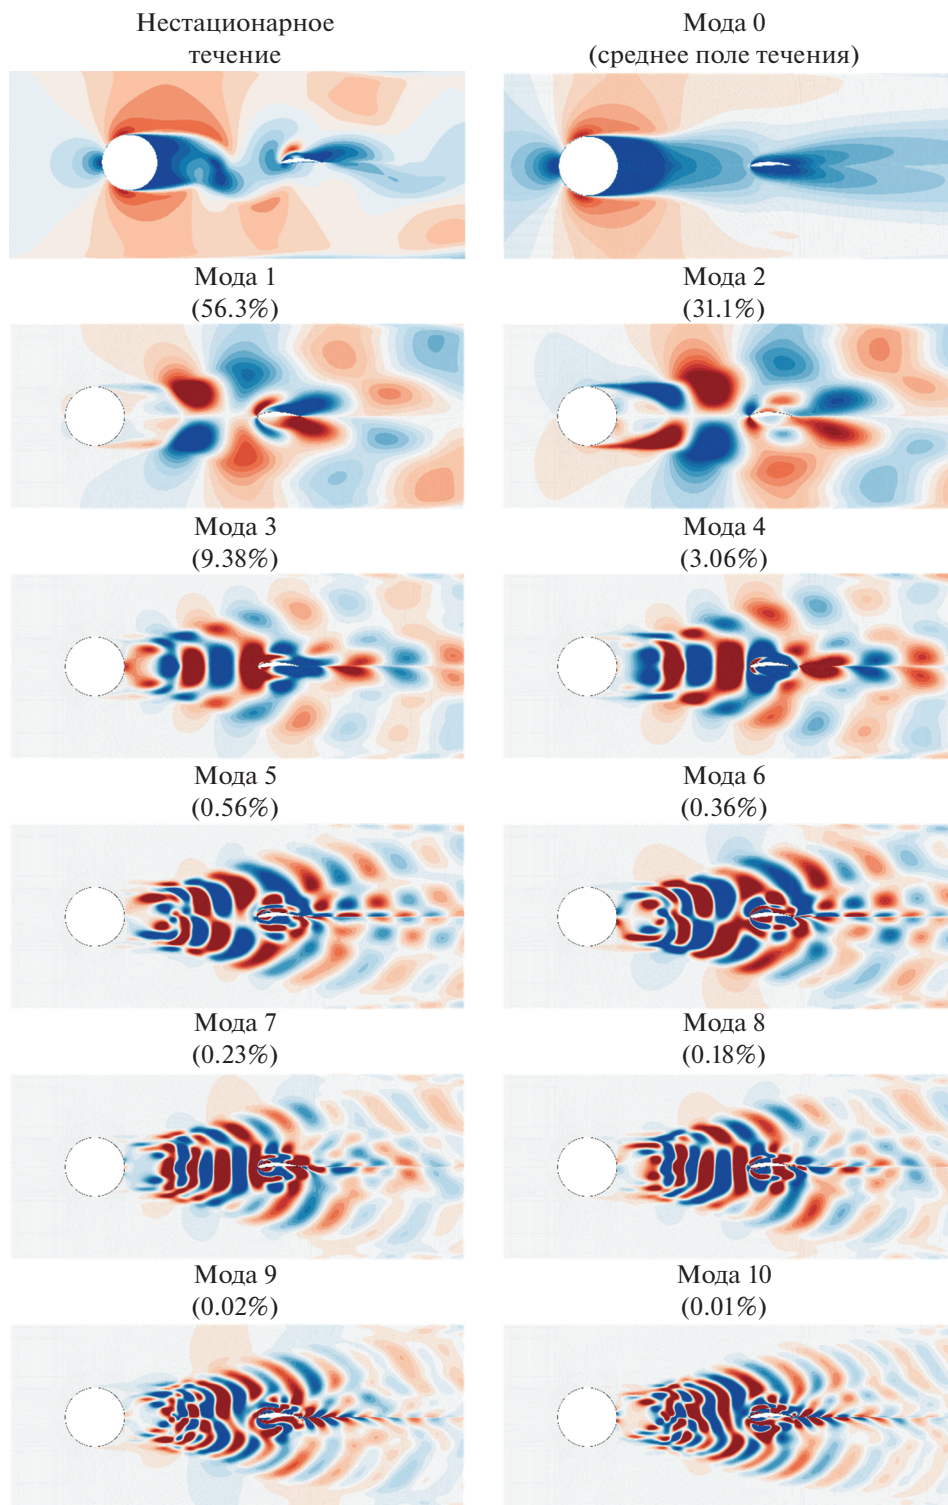 Нестационарное
течение
Мода 0
(среднее поле течения)
Мода 1
(56.3%)
Мода 2
(31.1%)
Мода 3
(9.38%)
Мода 4
(3.06%)
Мода 5
(0.56%)
Мода 6
(0.36%)
Мода 7
(0.23%)
Мода 8
(0.18%)
Мода 9
(0.02%)
Мода 10
(0.01%)